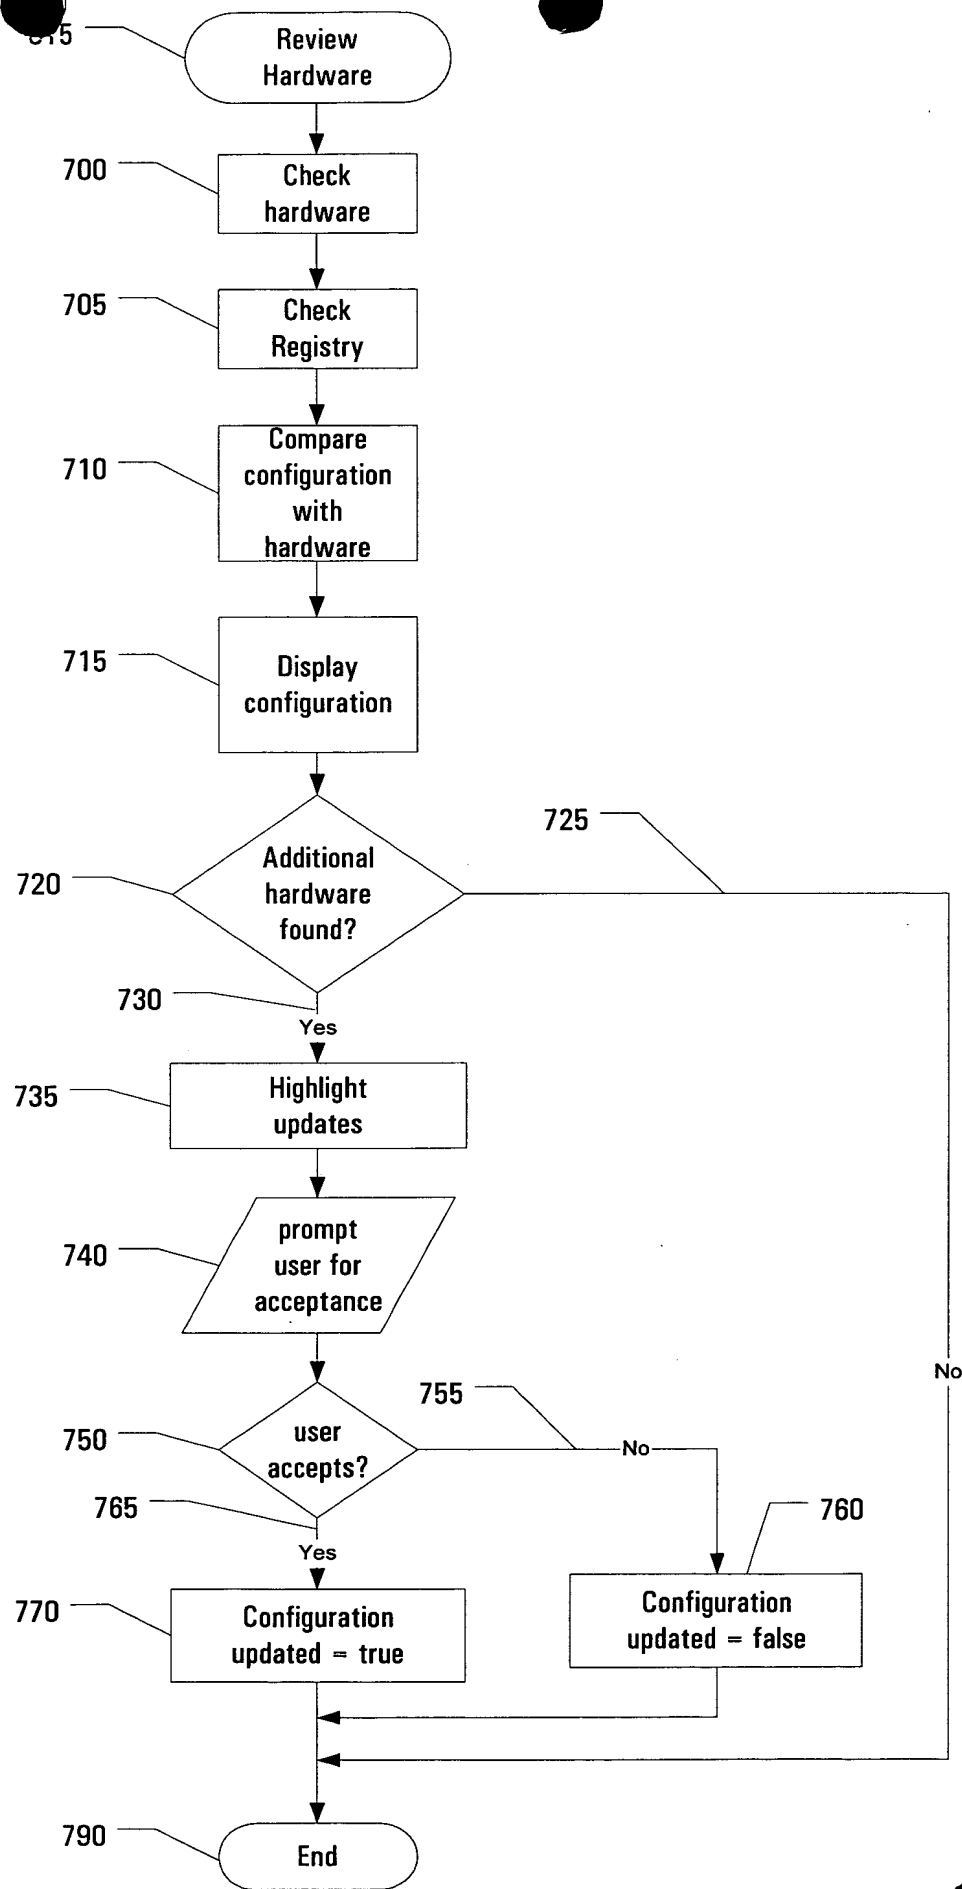 Review
Hardware
700
Check
hardware
705
Check
Registry
710
Compare
configuration
with
hardware
715
Display
configuration
725
720
Additional
hardware
found?
730
Yes
735
Highlight
updates
740
prompt
user for
acceptance
No
755
750
user
accepts?
No
765
760
Yes
770
Configuration
updated = true
Configuration
updated = false
790
End